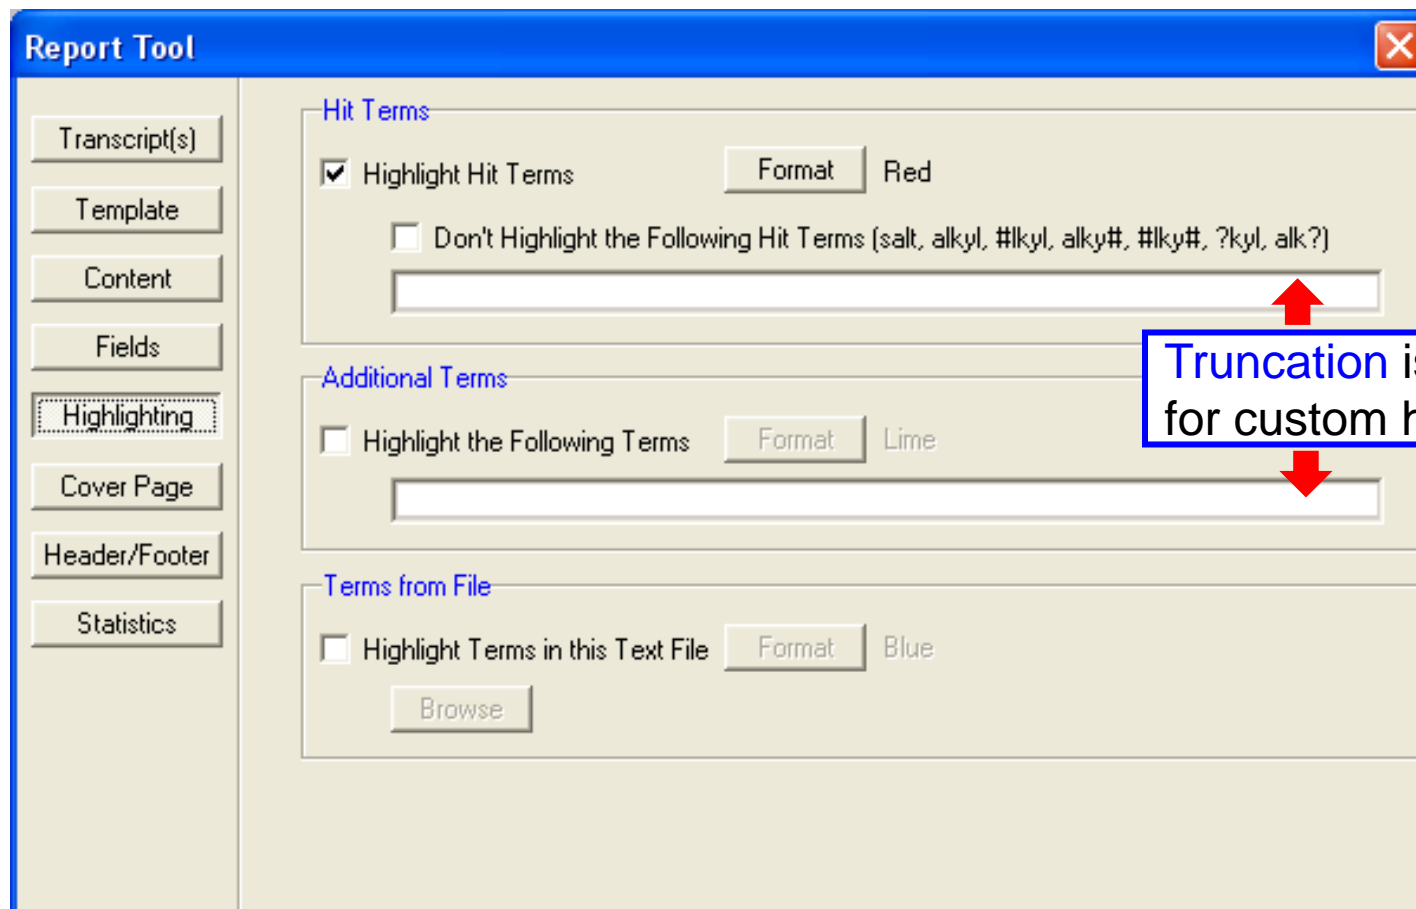 Report Tool
Transcript(s)
Template
Content
Fields
Highlighting
Cover Page
Header/Footer
Statistics
Hit Terms
Highlight Hit Terms Format Red
Don't Highlight the Following Hit Terms (salt, alkyl, #lkyl, alky#, #lky#, ?kyl, alk?)
Truncation
for custom
Additional Terms
Highlight the Following Terms Format Lime
Terms from File
Highlight Terms in this Text File Format Blue
Browse